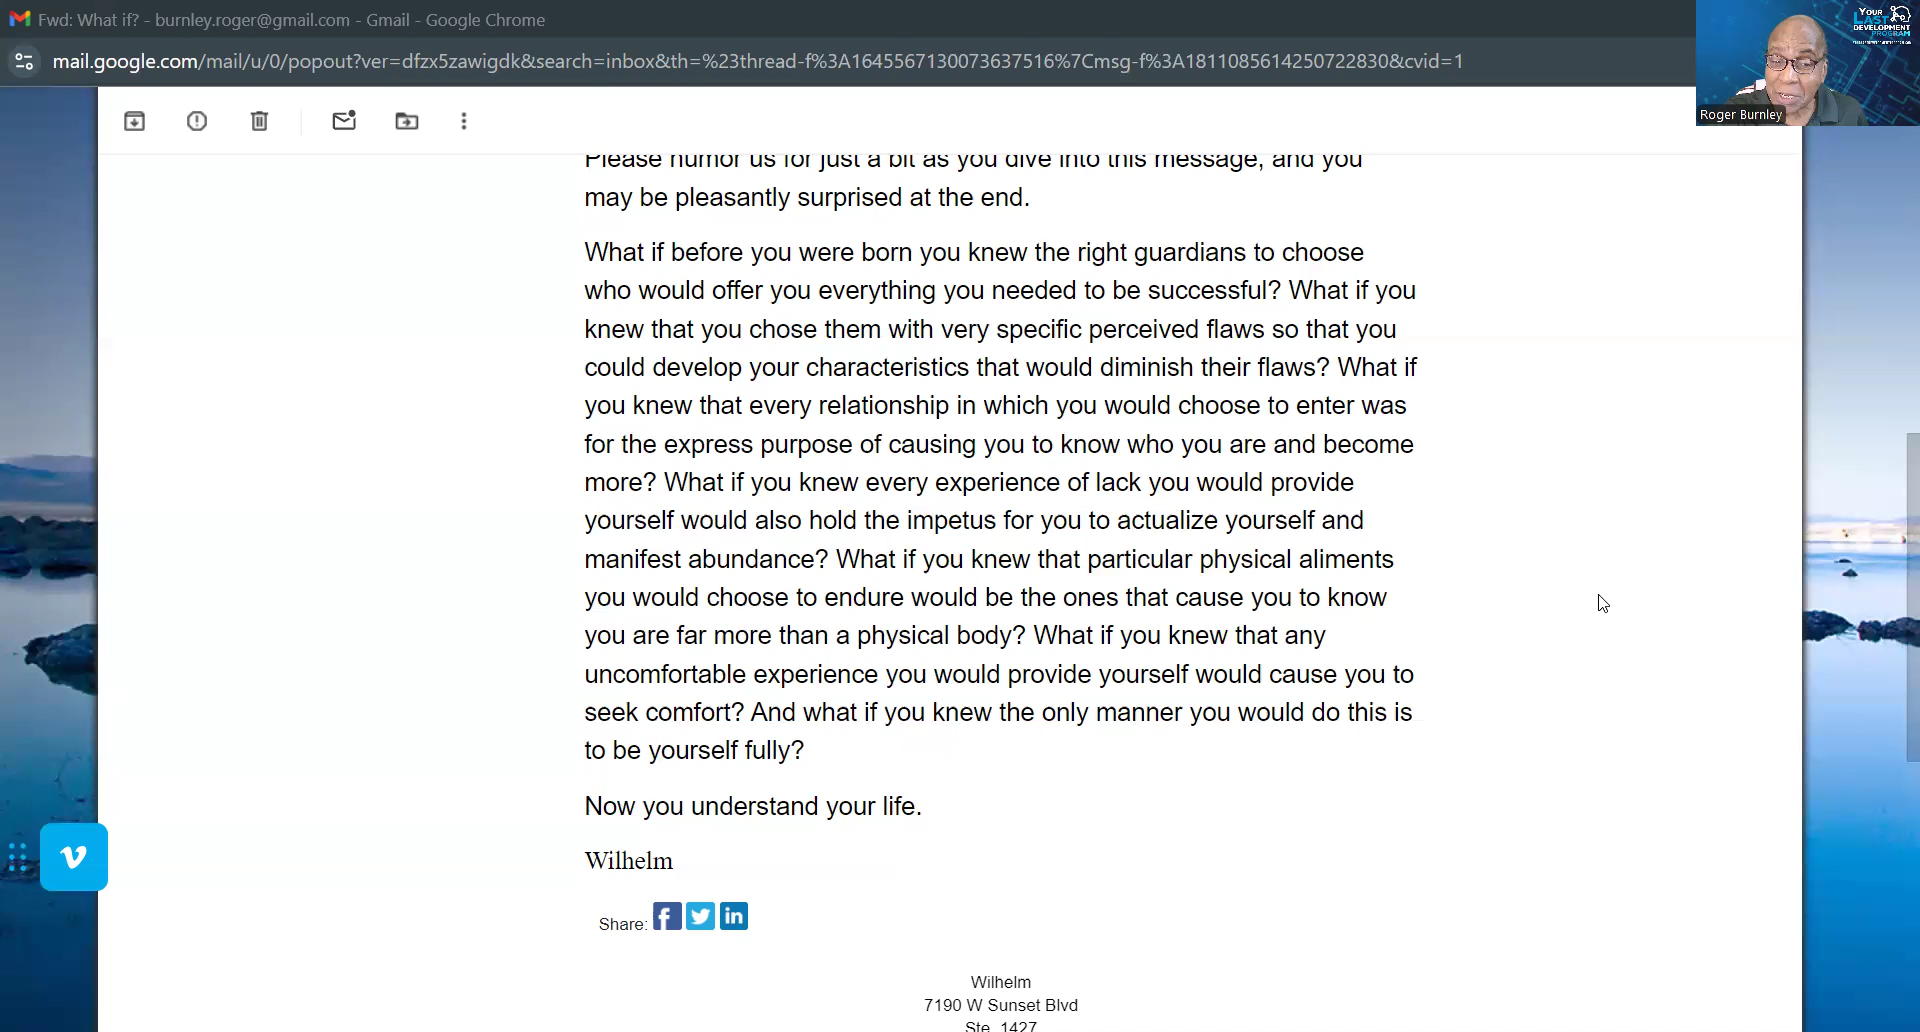 Fwd: What if? - burnley.roger@gmail.com - Gmail - Google Chrome
mail.google.com/mail/u/0/popout?ver=dfzx5zawigdk&search=inbox&th=%23thread-f%3A1645567130073637516%7Cmsg-f%3A1811085614250722830&cvid=1
YOUR
LAST
DEVELOPMENT
PROGRAM
Roger Burnley
Please humor us for just a bit as you dive into this message, and you
may be pleasantly surprised at the end.
What if before you were born you knew the right guardians to choose
who would offer you everything you needed to be successful? What if you
knew that you chose them with very specific perceived flaws so that you
could develop your characteristics that would diminish their flaws? What if
you knew that every relationship in which you would choose to enter was
for the express purpose of causing you to know who you are and become
more? What if you knew every experience of lack you would provide
yourself would also hold the impetus for you to actualize yourself and
manifest abundance? What if you knew that particular physical aliments
you would choose to endure would be the ones that cause you to know
you are far more than a physical body? What if you knew that any
uncomfortable experience you would provide yourself would cause you to
seek comfort? And what if you knew the only manner you would do this is
to be yourself fully?
Now you understand your life.
Wilhelm
Share:
Wilhelm
7190 W Sunset Blvd
Ste. 1427